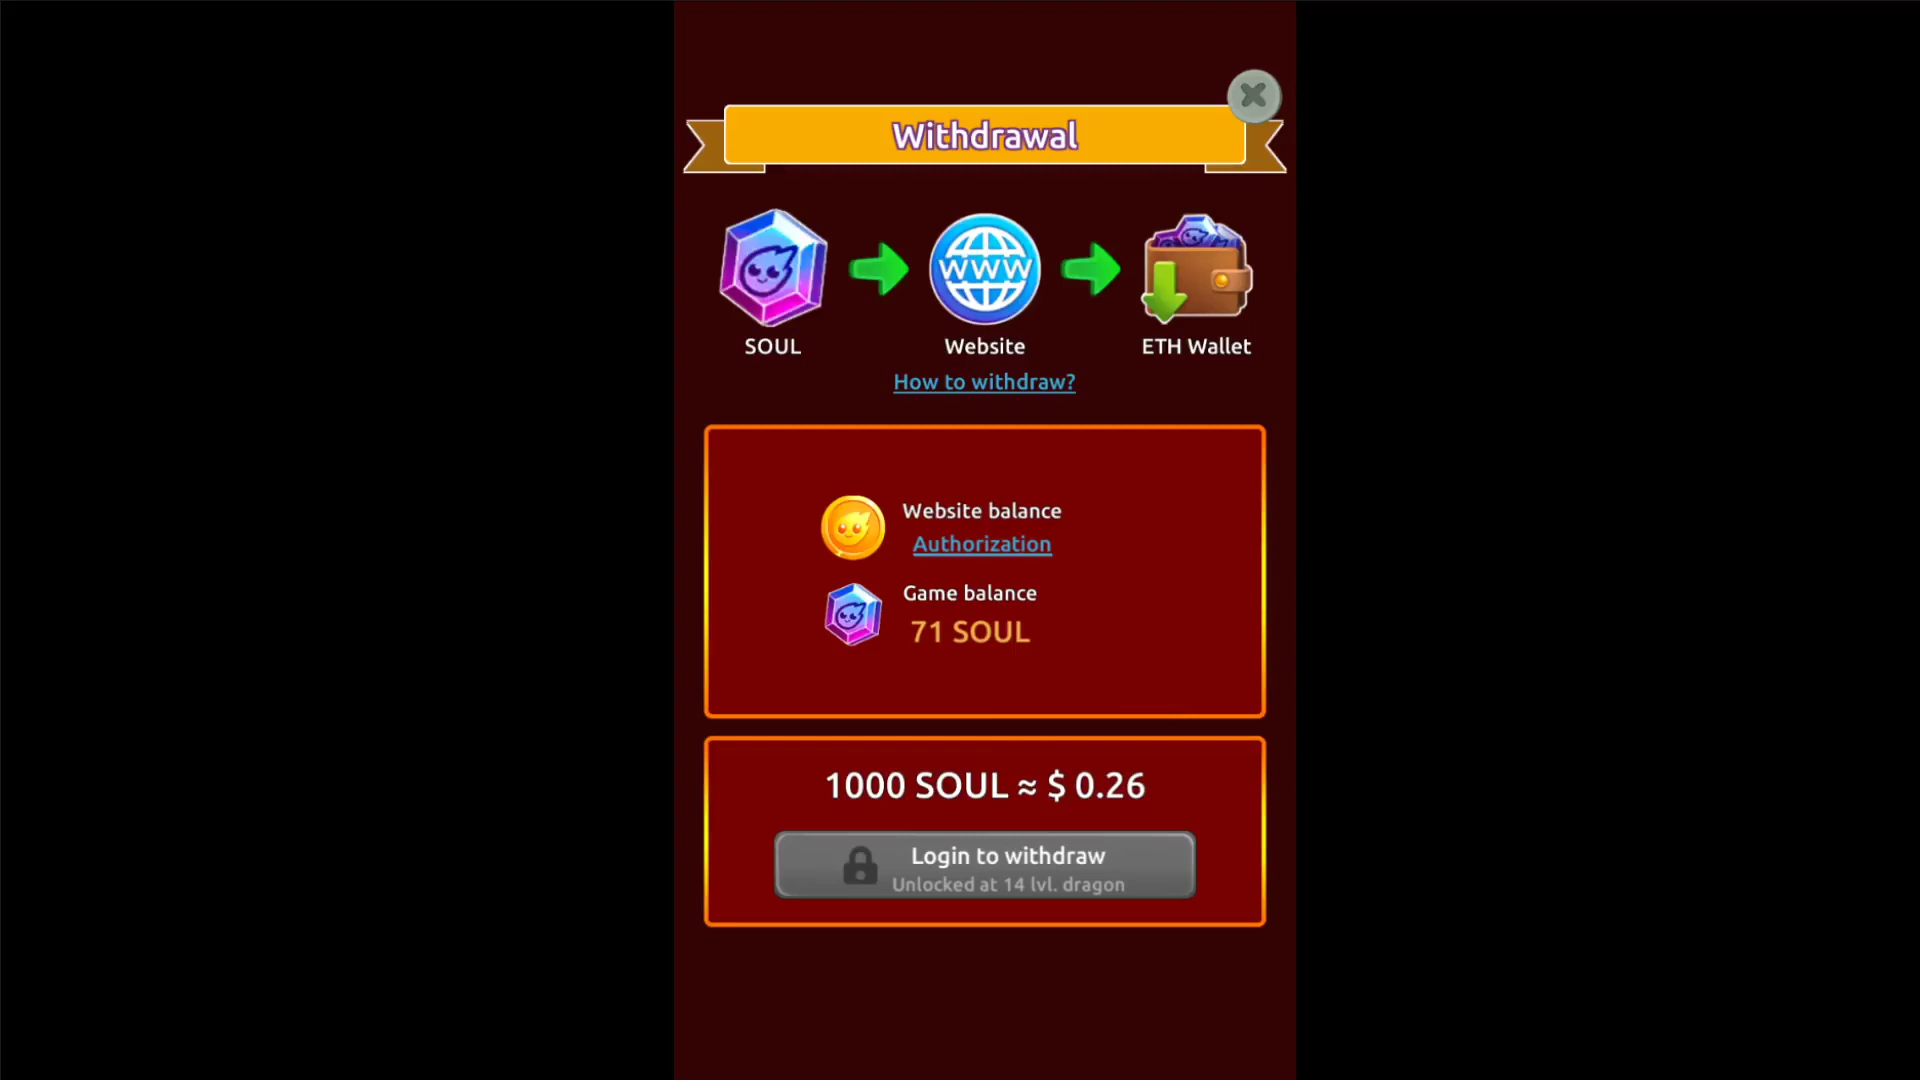 Withdrawal
WWW
SOUL
Website
ETH Wallet
How to withdraw?
Website balance
Authorization
Game balance
71 SOUL
1000 SOUL ≈ $ 0.26
Login to withdraw
Unlocked at 14 lvl. dragon